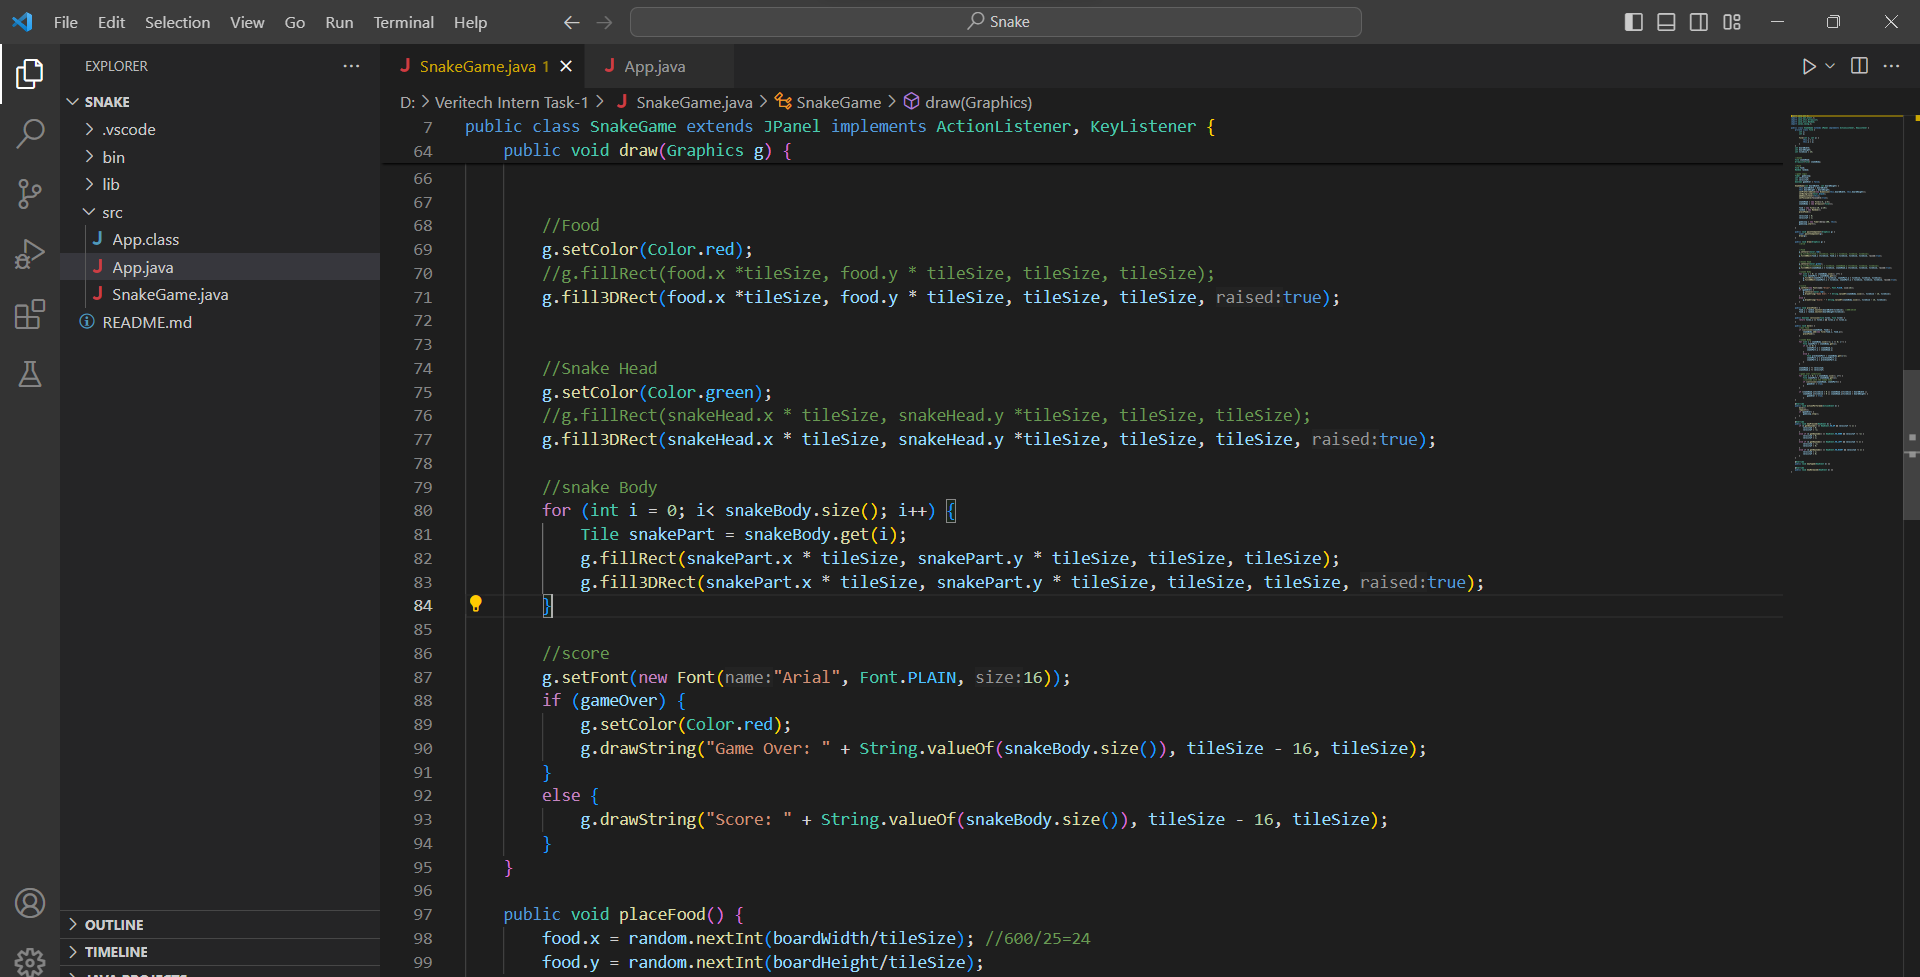 File Edit Selection View Go Run Terminal Help
Snake
EXPLORER
SNAKE
.vscode
bin
lib
src
App.class
App.java
SnakeGame.java
README.md
OUTLINE
TIMELINE
JAVA PROJECTS
SnakeGame.java 1
App.java
D: > Veritech Intern Task-1 > SnakeGame.java > SnakeGame > draw(Graphics)
7 public class SnakeGame extends JPanel implements ActionListener, KeyListener {
64 public void draw(Graphics g) {
66
67
68 //Food
69 g.setColor(Color.red);
70 //g.fillRect(food.x *tileSize, food.y * tileSize, tileSize, tileSize);
71 g.fill3DRect(food.x *tileSize, food.y * tileSize, tileSize, tileSize, raised:true);
72
73
74 //Snake Head
75 g.setColor(Color.green);
76 //g.fillRect(snakeHead.x * tileSize, snakeHead.y *tileSize, tileSize, tileSize);
77 g.fill3DRect(snakeHead.x * tileSize, snakeHead.y *tileSize, tileSize, tileSize, raised:true);
78
79 //snake Body
80 for (int i = 0; i< snakeBody.size(); i++) {
81 Tile snakePart = snakeBody.get(i);
82 g.fillRect(snakePart.x * tileSize, snakePart.y * tileSize, tileSize, tileSize);
83 g.fill3DRect(snakePart.x * tileSize, snakePart.y * tileSize, tileSize, tileSize, raised:true);
84 }
85
86 //score
87 g.setFont(new Font(name:"Arial", Font.PLAIN, size:16));
88 if (gameOver) {
89 g.setColor(Color.red);
90 g.drawString("Game Over: " + String.valueOf(snakeBody.size()), tileSize - 16, tileSize);
91 }
92 else {
93 g.drawString("Score: " + String.valueOf(snakeBody.size()), tileSize - 16, tileSize);
94 }
95 }
96
97 public void placeFood() {
98 food.x = random.nextInt(boardWidth/tileSize); //600/25=24
99 food.y = random.nextInt(boardHeight/tileSize);